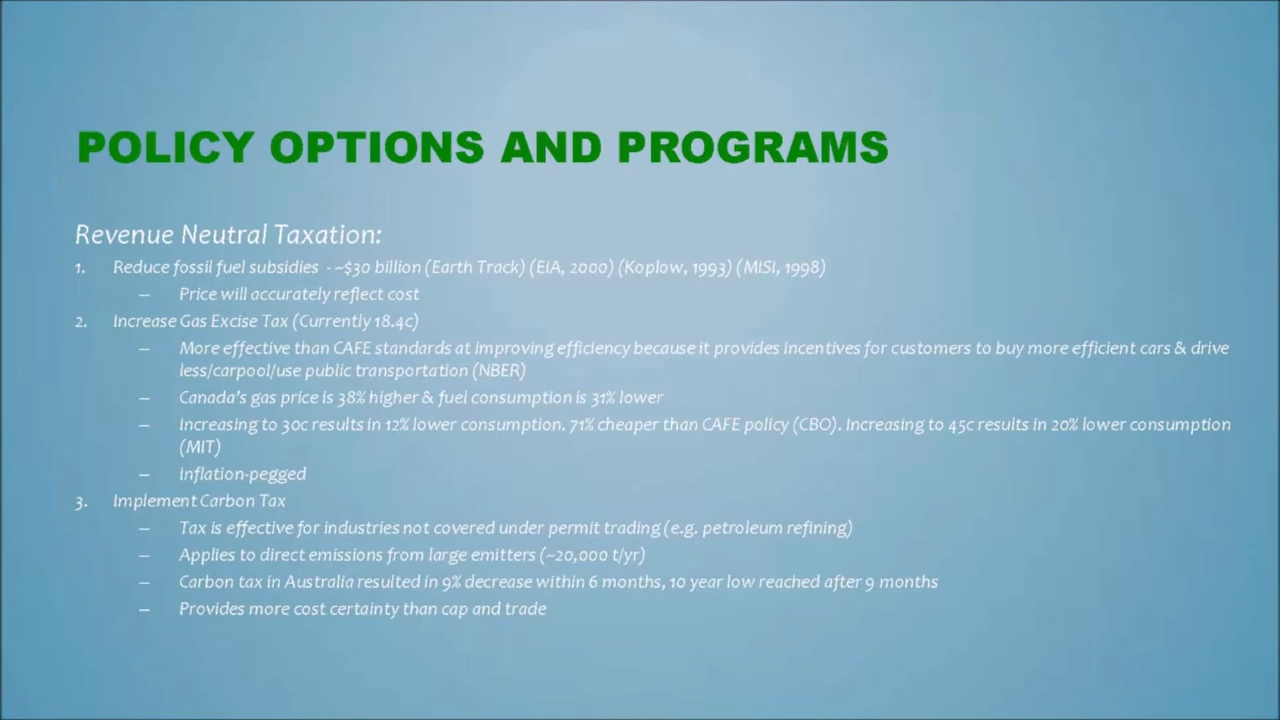 POLICY OPTIONS AND PROGRAMS
Revenue Neutral Taxation:
1. Reduce fossil fuel subsidies - ~$30 billion (Earth Track) (EIA, 2000) (Koplow, 1993) (MISI, 1998)
– Price will accurately reflect cost
2. Increase Gas Excise Tax (Currently 18.4c)
– More effective than CAFE standards at improving efficiency because it provides incentives for customers to buy more efficient cars & drive
less/carpool/use public transportation (NBER)
– Canada's gas price is 38% higher & fuel consumption is 31% lower
– Increasing to 30c results in 12% lower consumption. 71% cheaper than CAFE policy (CBO). Increasing to 45c results in 20% lower consumption
(MIT)
– Inflation-pegged
3. Implement Carbon Tax
– Tax is effective for industries not covered under permit trading (e.g. petroleum refining)
– Applies to direct emissions from large emitters (~20,000 t/yr)
– Carbon tax in Australia resulted in 9% decrease within 6 months, 10 year low reached after 9 months
– Provides more cost certainty than cap and trade